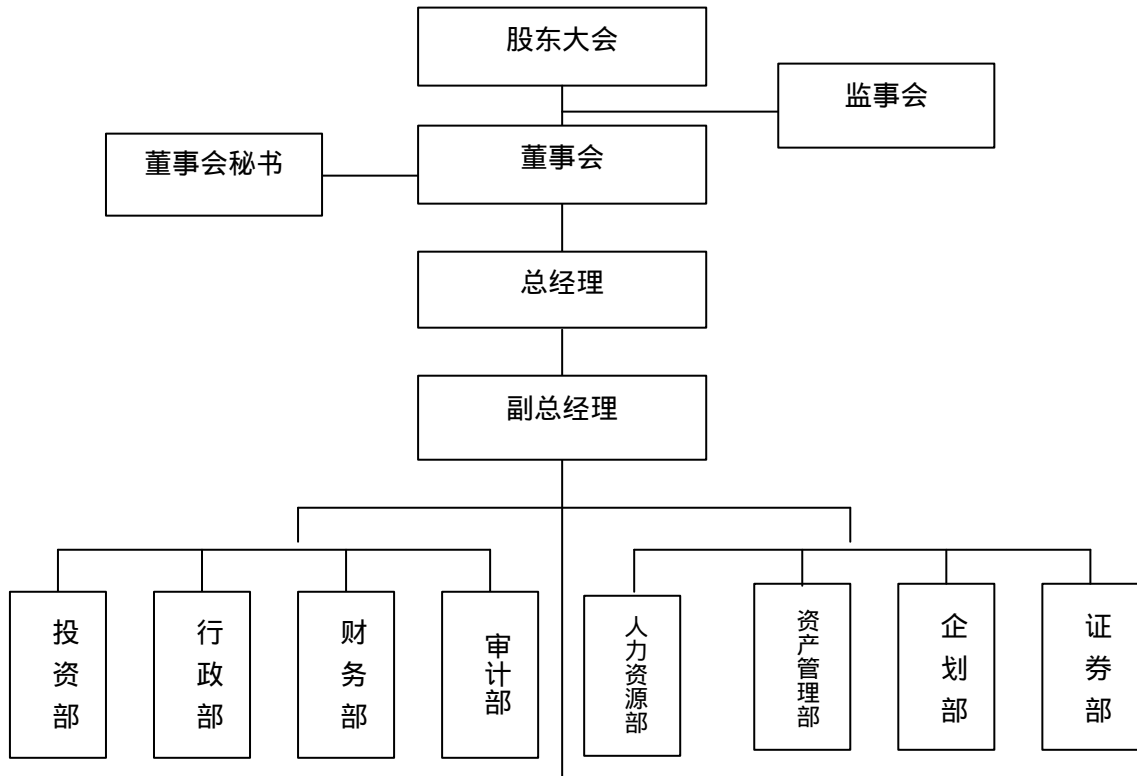 股东大会
监事会
董事会秘书
董事会
总经理
副总经理
投资部
行政部
财务部
审计部
人力资源部
资产管理部
企划部
证券部